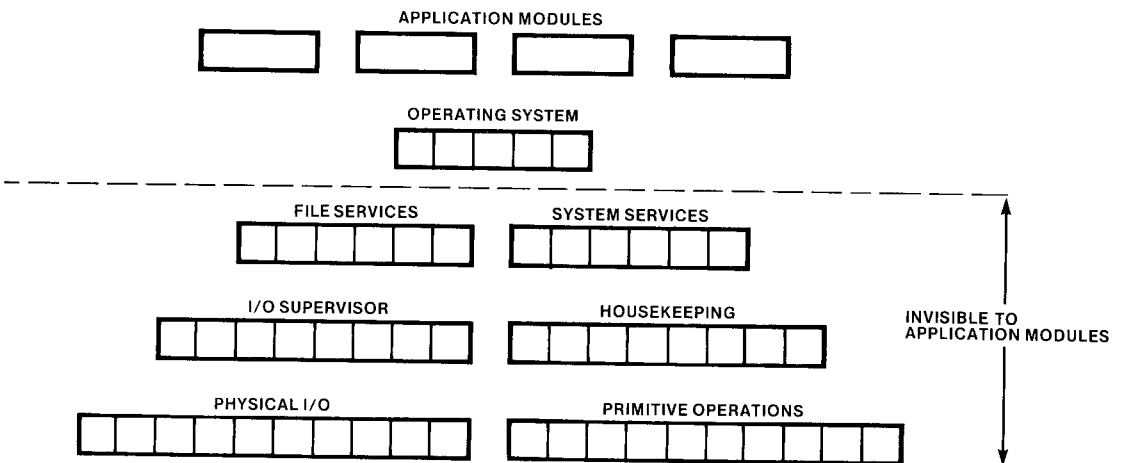 APPLICATION MODULES
OPERATING SYSTEM
FILE SERVICES
SYSTEM SERVICES
I/O SUPERVISOR
HOUSEKEEPING
INVISIBLE TO
APPLICATION MODULES
PHYSICAL I/O
PRIMITIVE OPERATIONS